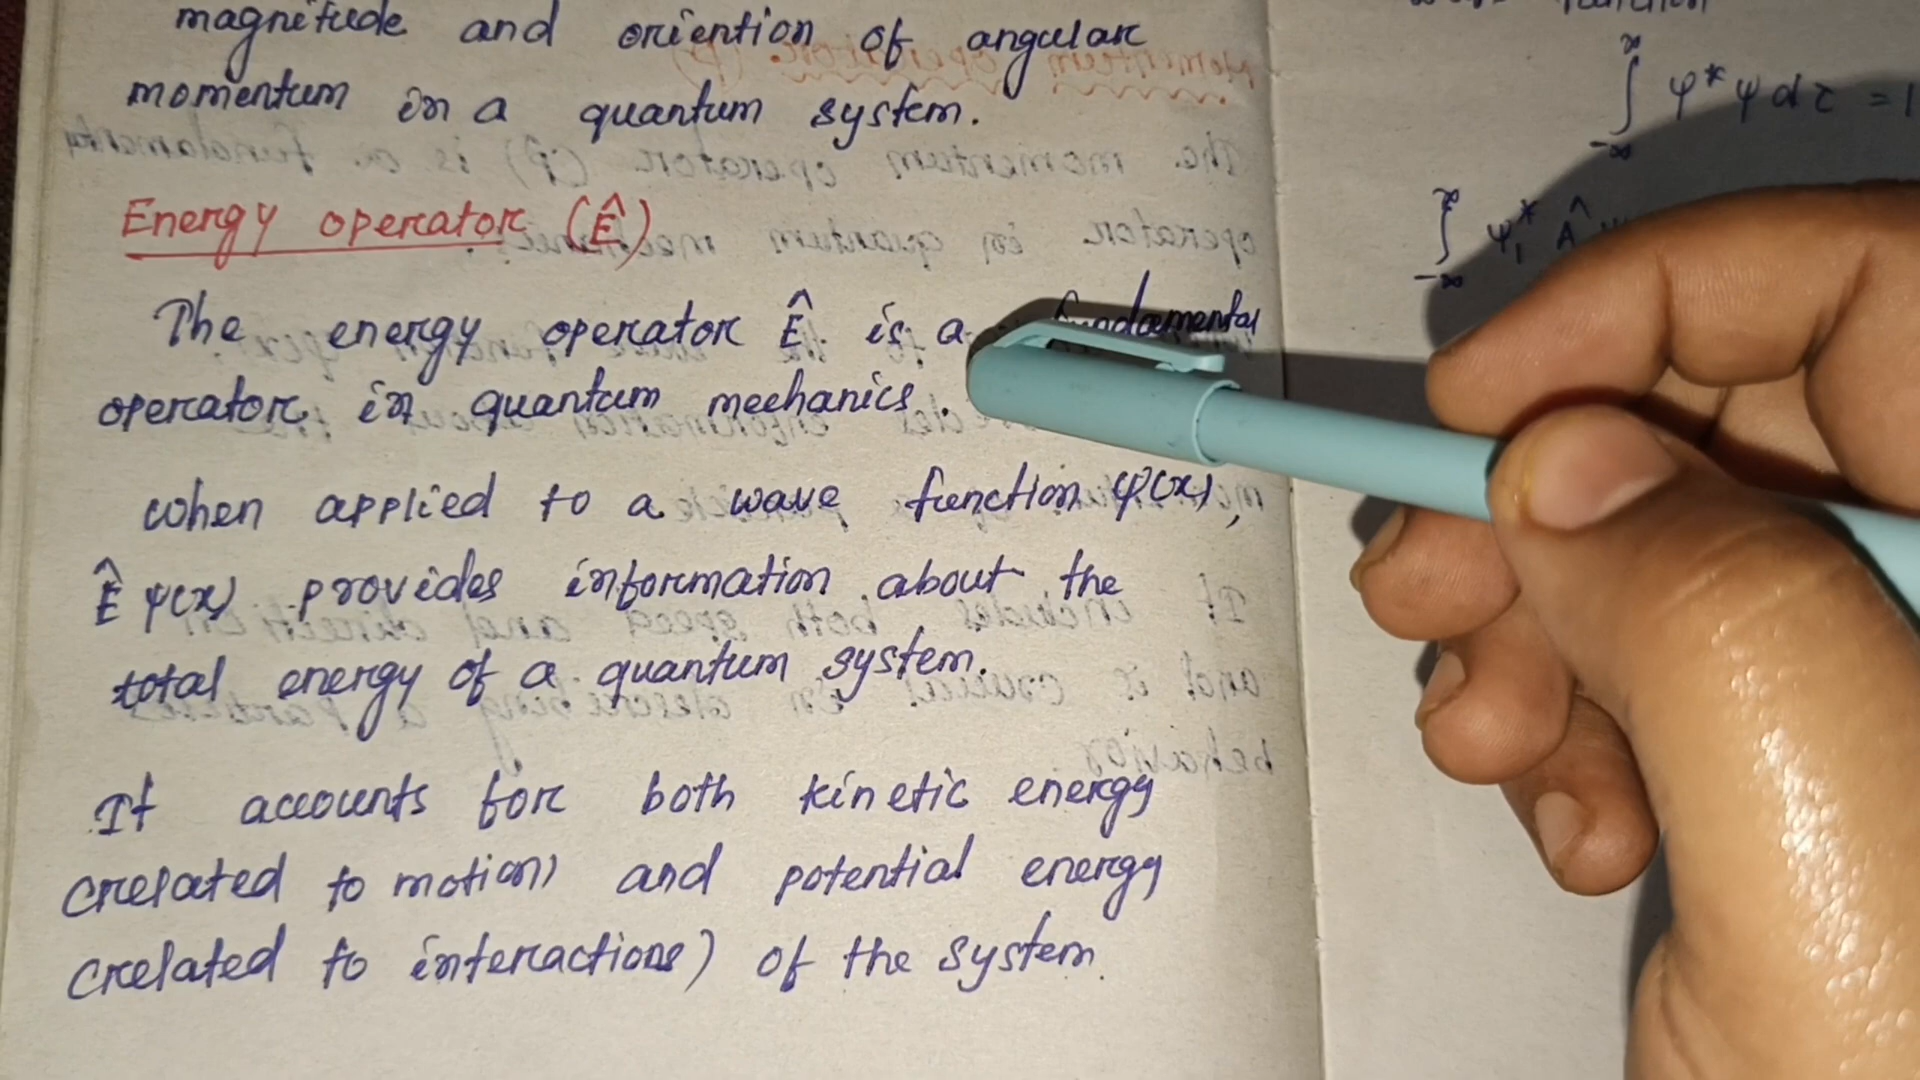 magnitude and oriention of angular
momentum in a quantum system.
Energy operator (Ê)
The energy operator Ê is a fundamental
operator in quantum mechanics.
when applied to a wave function ψ(x),
Ê ψ(x) provides information about the
total energy of a quantum system.
It accounts for both kinetic energy
(related to motion) and potential energy
(related to interactions) of the system.
function
∫ ψ* ψ dτ = 1
∞
-∞
∫ ψ₁* Â
∞
-∞